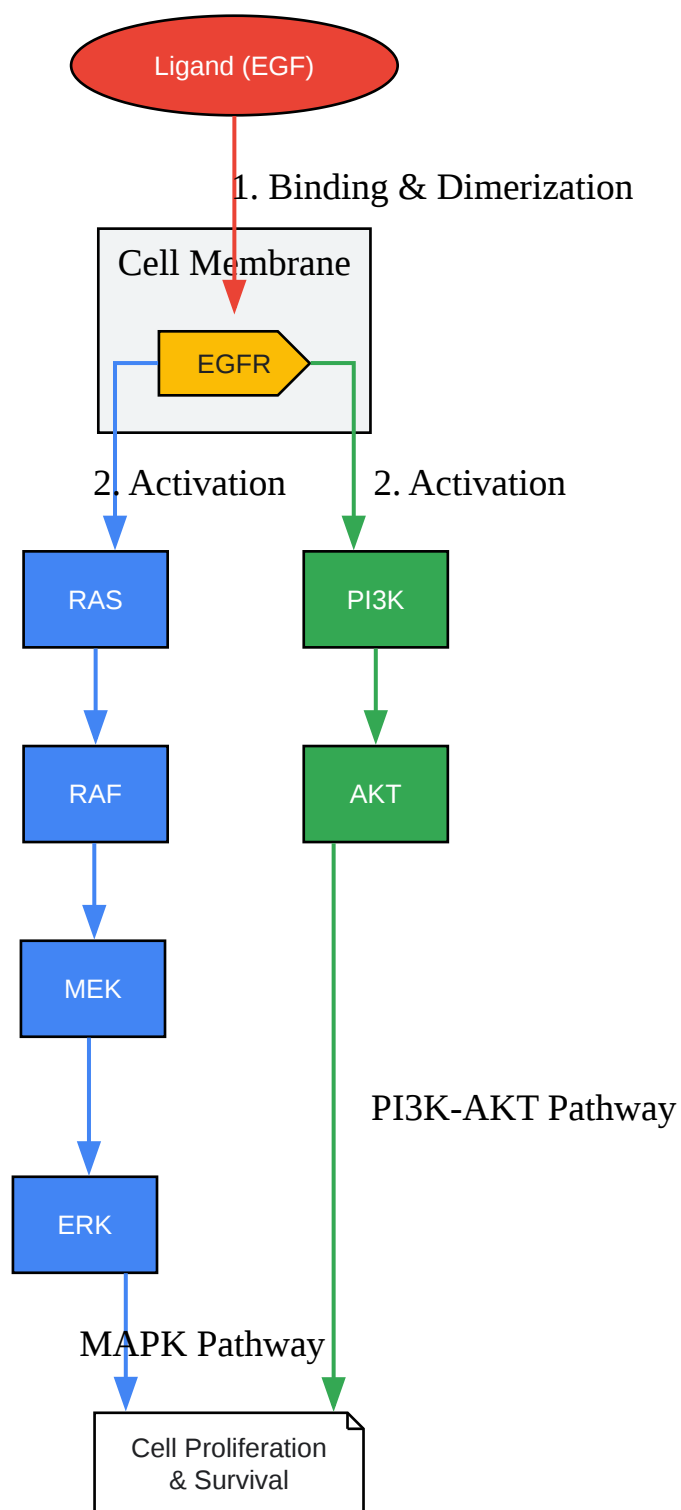 Ligand (EGF)
1. Binding & Dimerization
Cell Membrane
EGFR
2. Activation
2. Activation
RAS
PI3K
RAF
AKT
MEK
PI3K-AKT Pathway
ERK
MAPK Pathway
Cell Proliferation
& Survival